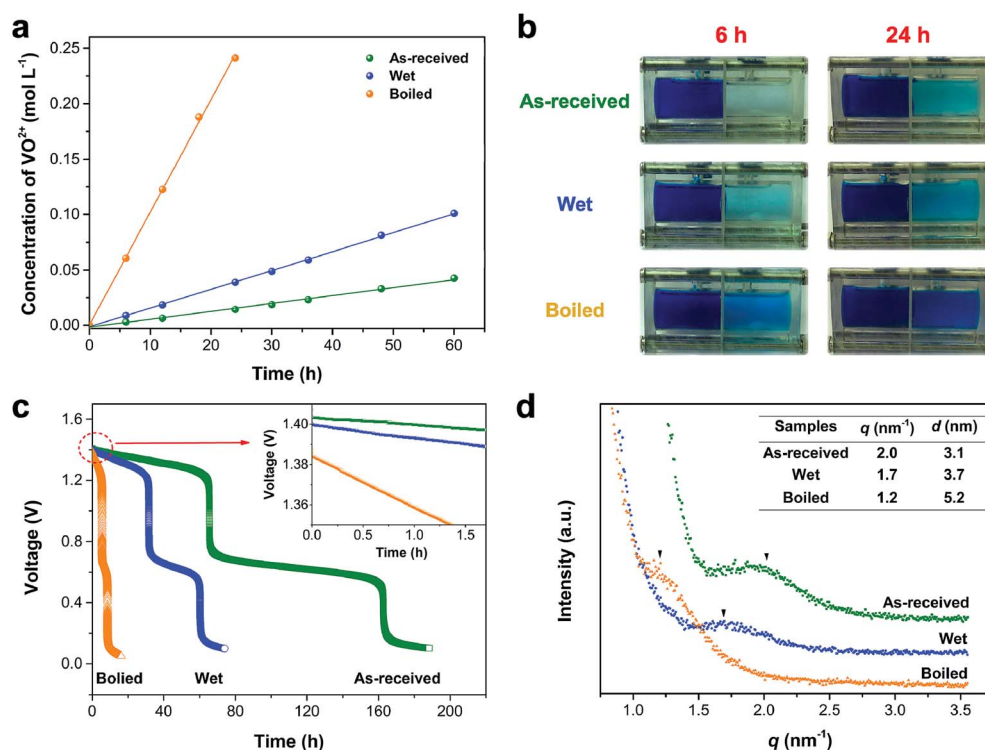 a
0.25
0.20
0.15
0.10
0.05
0.00
Concentration of VO²⁺ (mol L⁻¹)
As-received
Wet
Boiled
0 12 24 36 48 60
Time (h)
b
6 h 24 h
As-received
Wet
Boiled
c
1.6
1.2
0.8
0.4
0.0
Voltage (V)
Bolied Wet As-received
0 40 80 120 160 200
Time (h)
1.40
1.38
1.36
Voltage (V)
0.0 0.5 1.0 1.5
Time (h)
d
Intensity (a.u.)
Samples q (nm⁻¹) d (nm)
As-received 2.0 3.1
Wet 1.7 3.7
Boiled 1.2 5.2
As-received
Wet
Boiled
1.0 1.5 2.0 2.5 3.0 3.5
q (nm⁻¹)